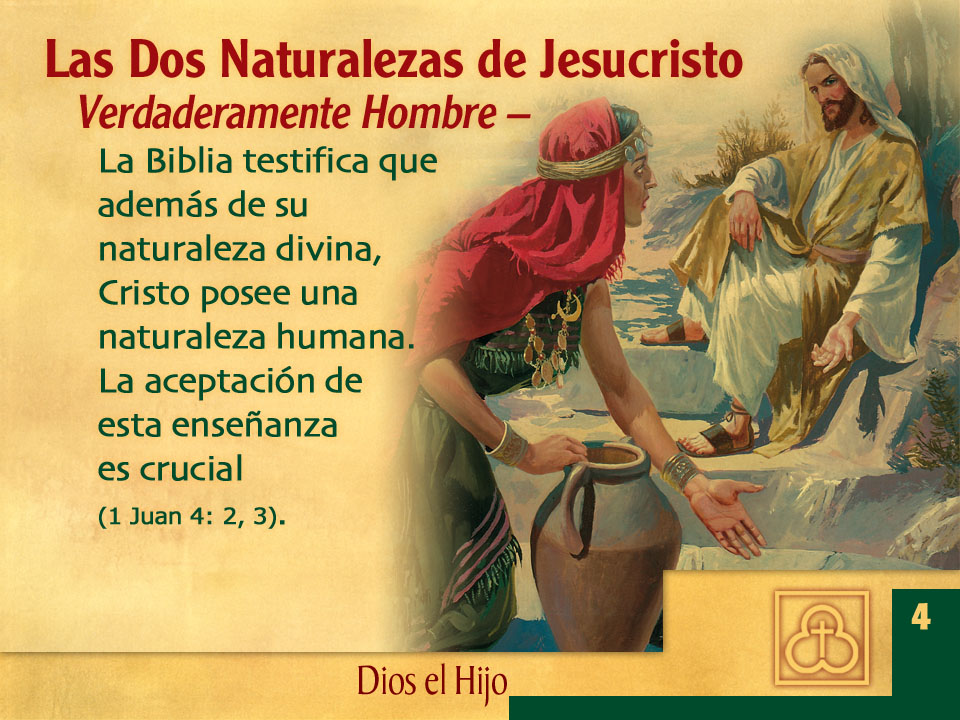 Las Dos Naturalezas de Jesucristo
Verdaderamente Hombre –
La Biblia testifica que
además de su
naturaleza divina,
Cristo posee una
naturaleza humana.
La aceptación de
esta enseñanza
es crucial
(1 Juan 4: 2, 3).
4
Dios el Hijo